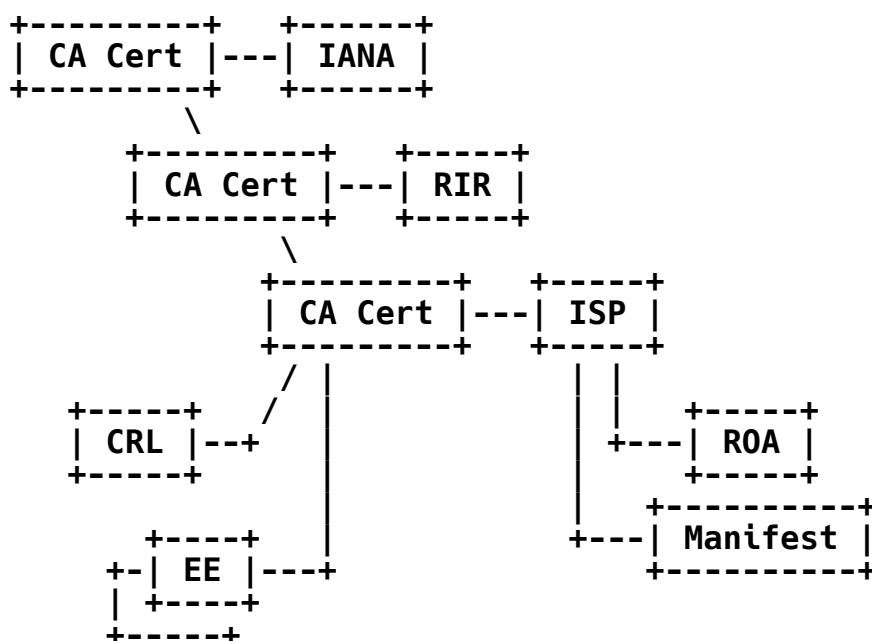 CA Cert IANA
CA Cert RIR
CA Cert ISP
CRL ROA
Manifest
EE